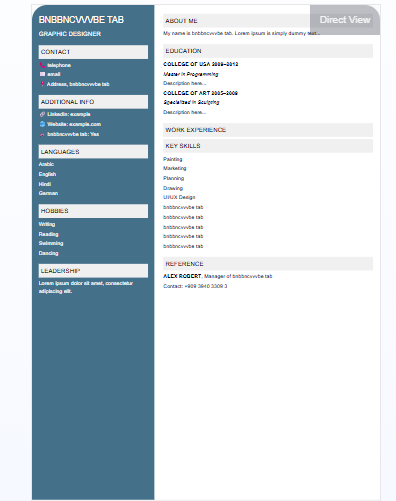 BNBBNCVVVBE TAB
GRAPHIC DESIGNER
CONTACT
telephone
email
Address, bnbbncvvvbe tab
ADDITIONAL INFO
LinkedIn: example
Website: example.com
bnbbncvvvbe tab: Yes
LANGUAGES
Arabic
English
Hindi
German
HOBBIES
Writing
Reading
Swimming
Dancing
LEADERSHIP
Lorem ipsum dolor sit amet, consectetur
adipiscing elit.
Direct View
ABOUT ME
My name is bnbbncvvvbe tab. Lorem ipsum is simply dummy text...
EDUCATION
COLLEGE OF USA 2009-2012
Master in Programming
Description here...
COLLEGE OF ART 2005-2009
Specialized in Sculpting
Description here...
WORK EXPERIENCE
KEY SKILLS
Painting
Marketing
Planning
Drawing
UI/UX Design
bnbbncvvvbe tab
bnbbncvvvbe tab
bnbbncvvvbe tab
bnbbncvvvbe tab
bnbbncvvvbe tab
REFERENCE
ALEX ROBERT, Manager of bnbbncvvvbe tab
Contact: +909 3940 3309 3